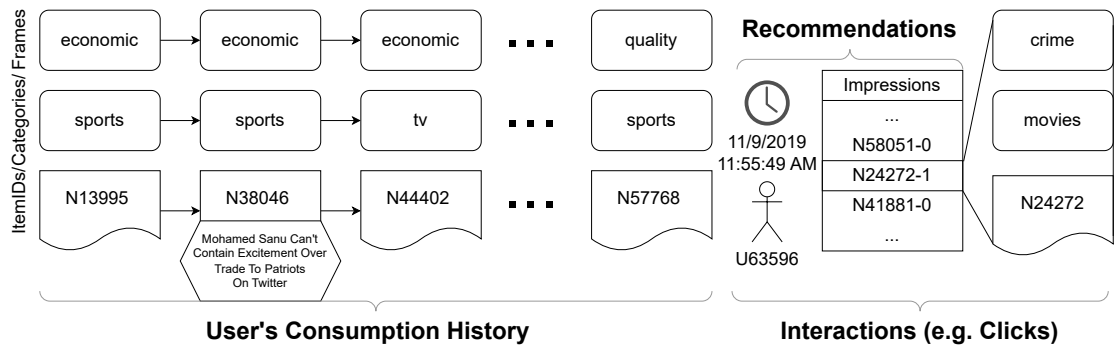 ItemIDs/Categories/ Frames
economic
economic
economic
quality
sports
sports
tv
sports
N13995
N38046
N44402
N57768
Mohamed Sanu Can't
Contain Excitement Over
Trade To Patriots
On Twitter
User's Consumption History
Recommendations
11/9/2019
11:55:49 AM
U63596
Impressions
...
N58051-0
N24272-1
N41881-0
...
crime
movies
N24272
Interactions (e.g. Clicks)